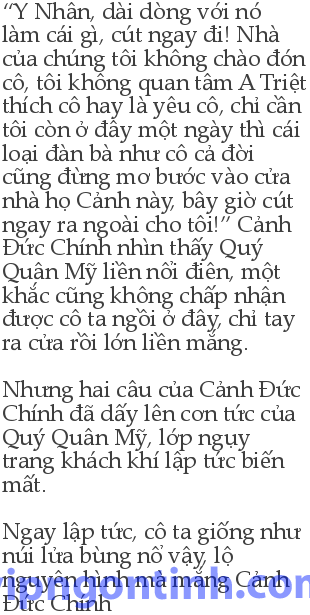 “Y Nhân, dài dòng với nó
làm cái gì, cút ngay đi! Nhà
của chúng tôi không chào đón
cô, tôi không quan tâm A Triệt
thích cô hay là yêu cô, chỉ cần
tôi còn ở đây một ngày thì cái
loại đàn bà như cô cả đời
cũng đừng mơ bước vào cửa
nhà họ Cảnh này, bây giờ cút
ngay ra ngoài cho tôi!” Cảnh
Đức Chính nhìn thấy Quý
Quân Mỹ liền nổi điên, một
khắc cũng không chấp nhận
được cô ta ngồi ở đây, chỉ tay
ra cửa rồi lớn liền mắng.
Nhưng hai câu của Cảnh Đức
Chính đã dấy lên cơn tức của
Quý Quân Mỹ, lớp ngụy
trang khách khí lập tức biến
mất.
Ngay lập tức, cô ta giống như
núi lửa bùng nổ vậy, lộ
nguyên hình mà mắng Cảnh
Đức Chính